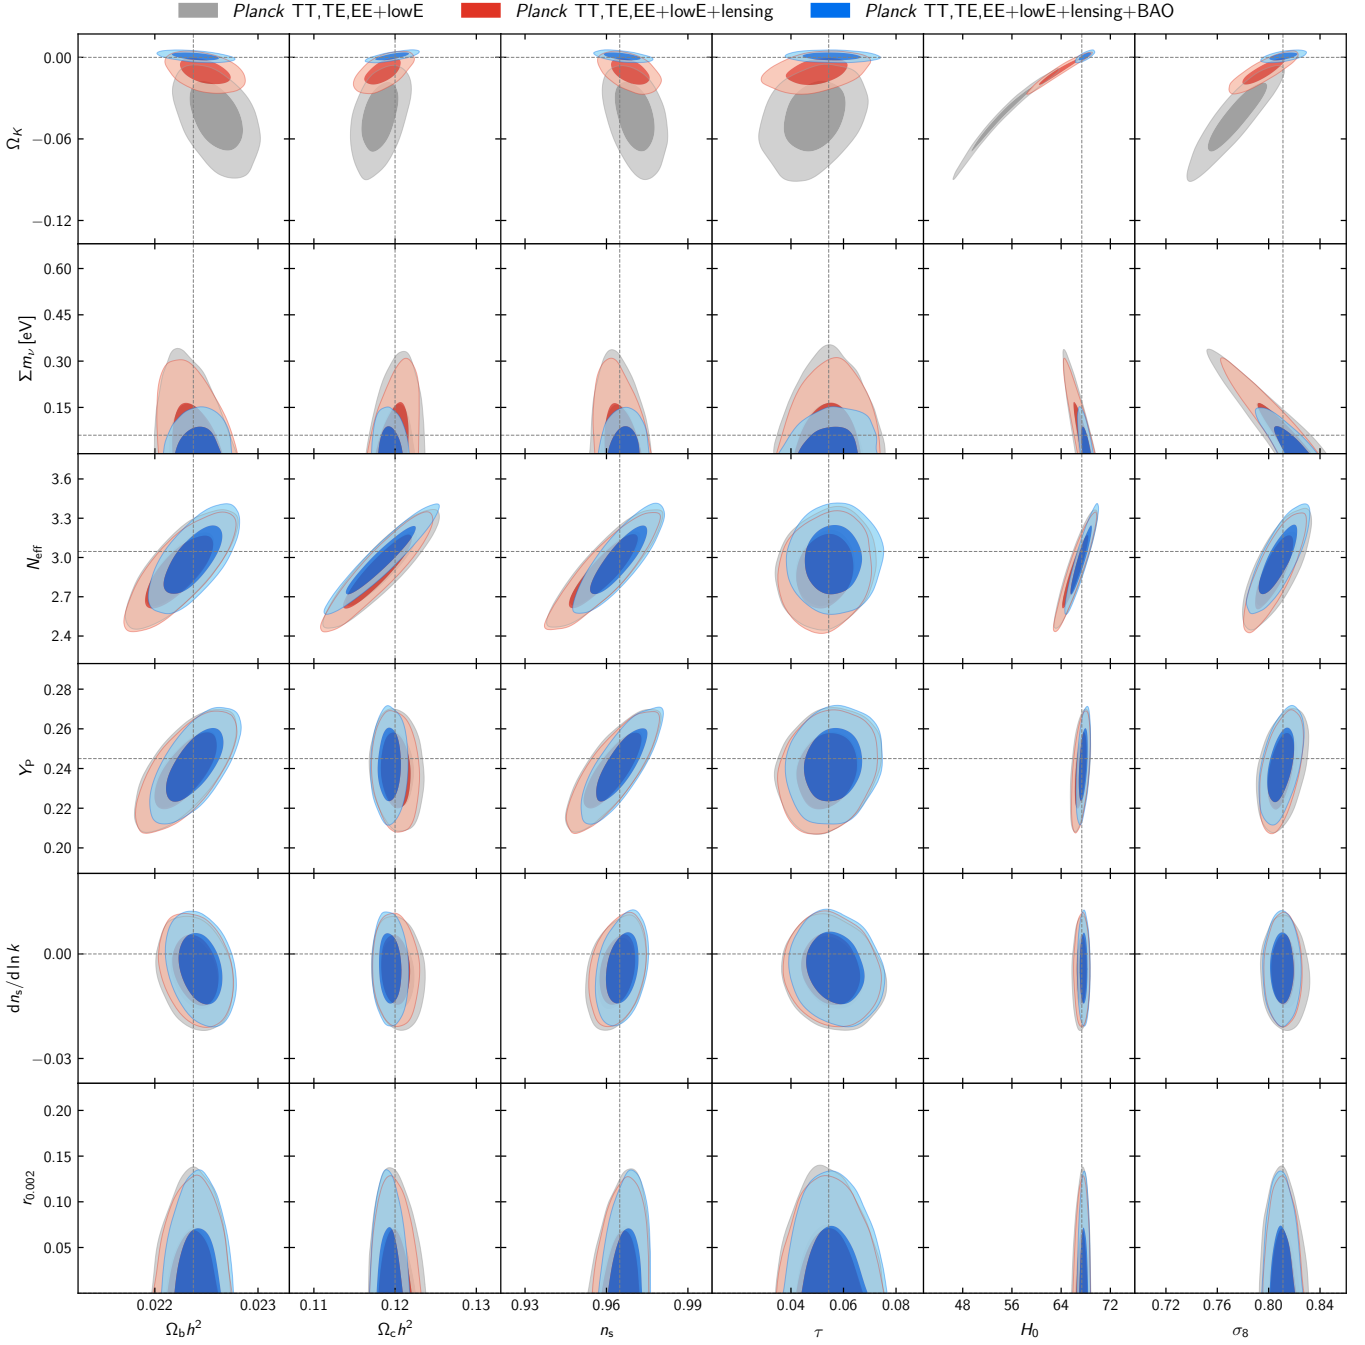 Planck TT,TE,EE+lowE Planck TT,TE,EE+lowE+lensing Planck TT,TE,EE+lowE+lensing+BAO
0.00
−0.06
−0.12
Ω_K
0.60
0.45
0.30
0.15
Σm_ν [eV]
3.6
3.3
3.0
2.7
2.4
N_eff
0.28
0.26
0.24
0.22
0.20
Y_P
0.00
−0.03
dn_s/d ln k
0.20
0.15
0.10
0.05
r_0.002
0.022 0.023 0.11 0.12 0.13 0.93 0.96 0.99 0.04 0.06 0.08 48 56 64 72 0.72 0.76 0.80 0.84
Ω_bh² Ω_ch² n_s τ H_0 σ_8